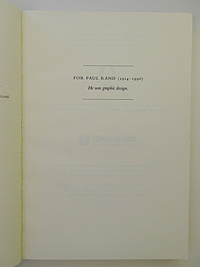 FOR PAUL RAND (1914–1996)
He was graphic design.